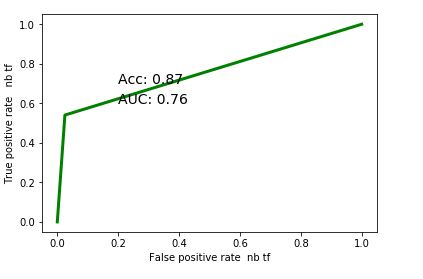 1.0
0.8
0.6
0.4
0.2
0.0
True positive rate nb tf
Acc: 0.87
AUC: 0.76
0.0 0.2 0.4 0.6 0.8 1.0
False positive rate nb tf